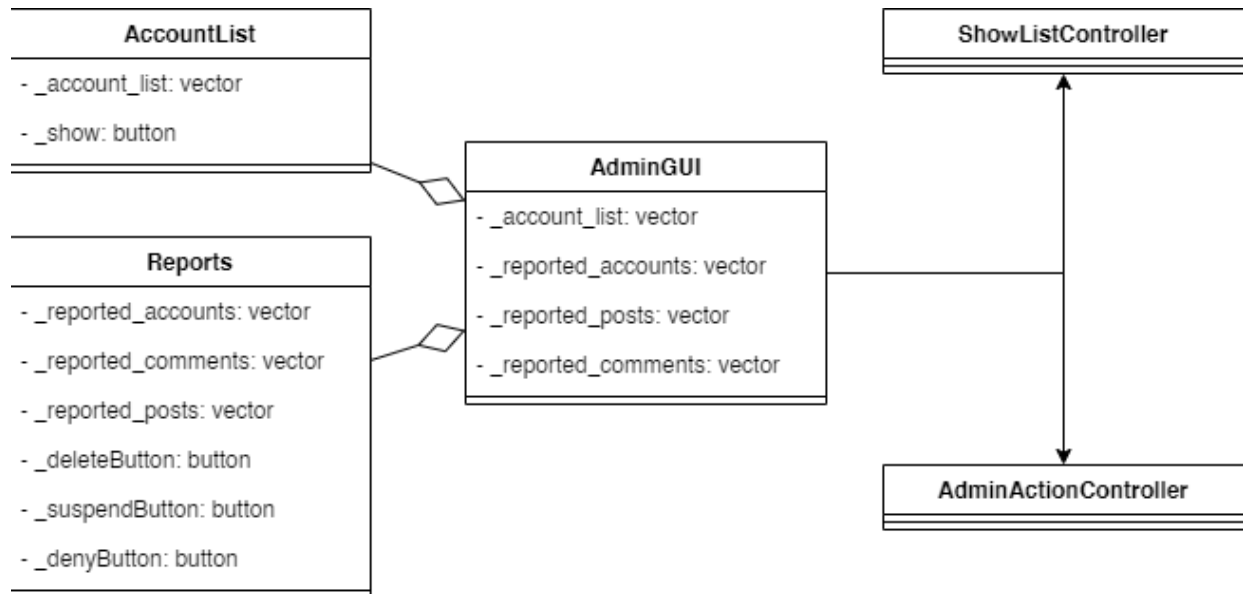 AccountList
- _account_list: vector
- _show: button
Reports
- _reported_accounts: vector
- _reported_comments: vector
- _reported_posts: vector
- _deleteButton: button
- _suspendButton: button
- _denyButton: button
AdminGUI
- _account_list: vector
- _reported_accounts: vector
- _reported_posts: vector
- _reported_comments: vector
ShowListController
AdminActionController